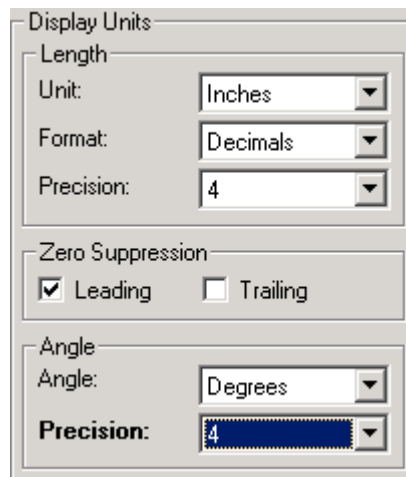 Display Units
Length
Unit: Inches
Format: Decimals
Precision: 4
Zero Suppression
Leading Trailing
Angle
Angle: Degrees
Precision: 4